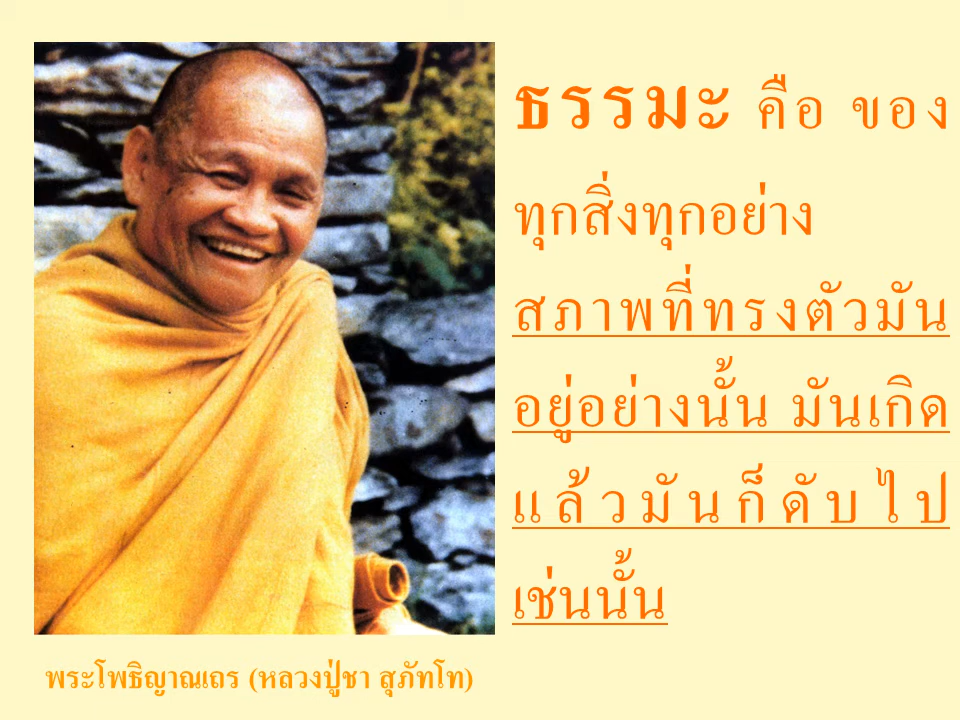 ธรรมะ คือ ของ
ทุกสิ่งทุกอย่าง
สภาพที่ทรงตัวมัน
อยู่อย่างนั้น มันเกิด
แล้วมันก็ดับไป
เช่นนั้น
พระโพธิญาณเถร (หลวงปู่ชา สุภัทโท)